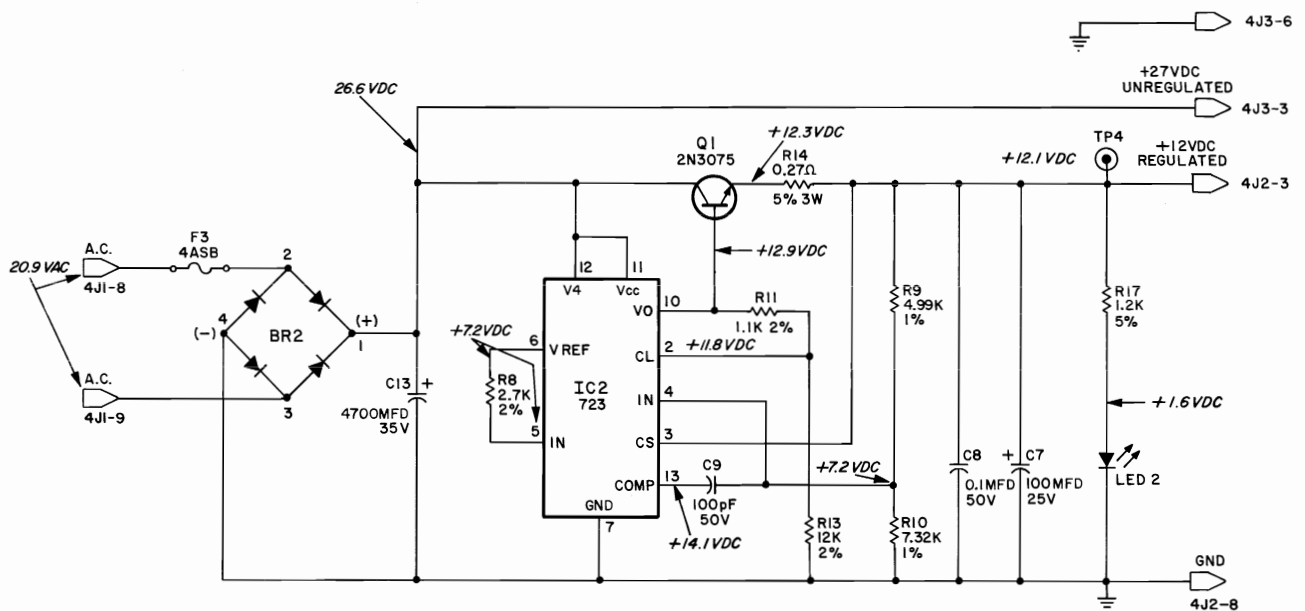 4J3-6
+27VDC
UNREGULATED
4J3-3
26.6 VDC
Q1
2N3075
+12.3VDC
R14
0.27Ω
5% 3W
+12.1VDC
TP4
+12VDC
REGULATED
4J2-3
20.9 VAC
A.C.
4J1-8
F3
4ASB
2
4
(-)
BR2
(+)
1
3
A.C.
4J1-9
C13 +
4700MFD
35V
12
11
V4
Vcc
+12.9VDC
10
VO
R11
1.1K 2%
+7.2VDC
6
V REF
2
CL
+11.8VDC
R8
2.7K
2%
IC2
723
4
IN
5
IN
3
CS
13
COMP
C9
100pF
50V
+14.1VDC
GND
7
R9
4.99K
1%
+7.2 VDC
R13
12K
2%
R10
7.32K
1%
C8
0.1MFD
50V
+ C7
100MFD
25V
R17
1.2K
5%
+1.6VDC
LED 2
GND
4J2-8